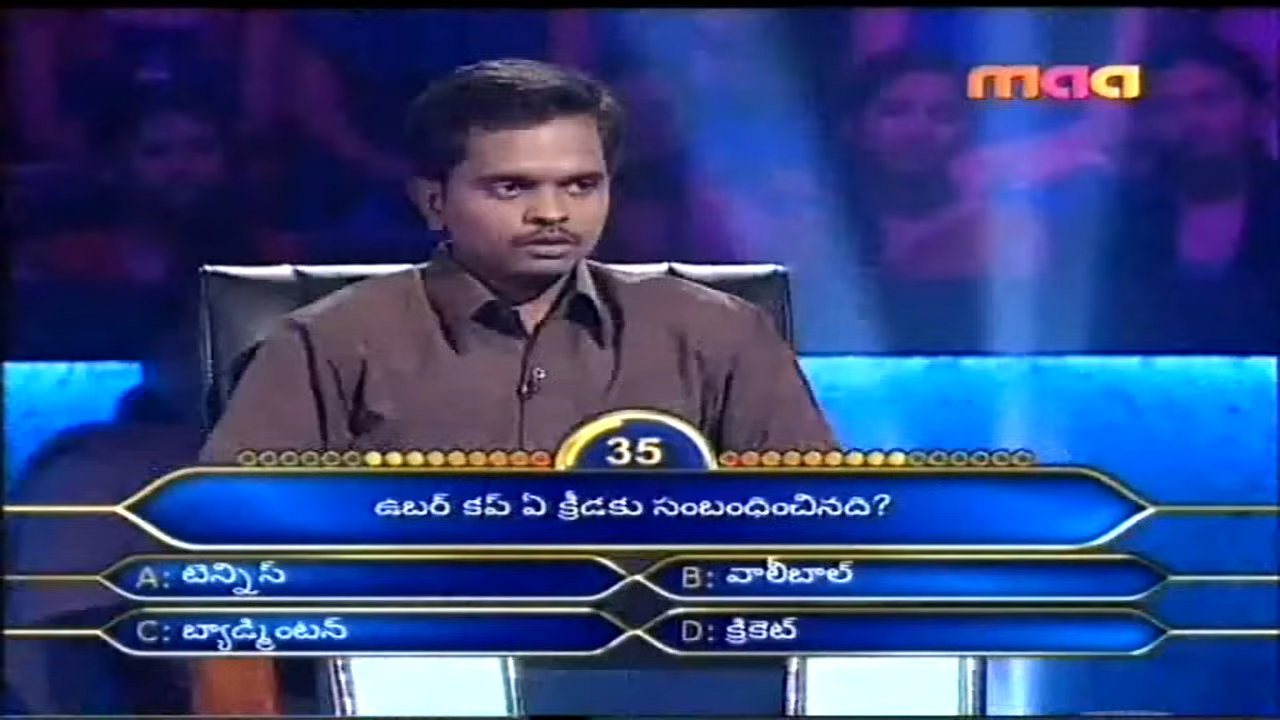 maa
35
ఉబర్ కప్ ఏ క్రీడకు సంబంధించినది?
A: టెన్నిస్
B: వాలీబాల్
C: బ్యాడ్మింటన్
D: క్రికెట్